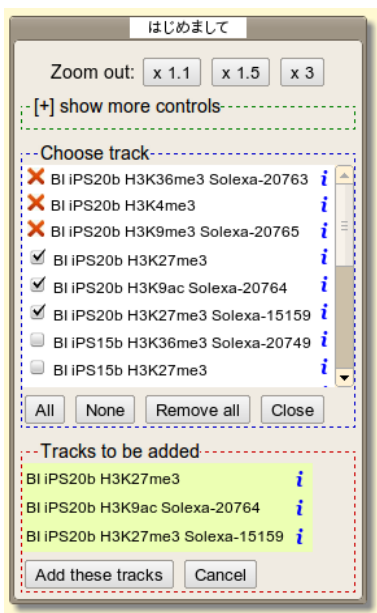 はじめまして
Zoom out: x 1.1 x 1.5 x 3
[+] show more controls
Choose track
BI iPS20b H3K36me3 Solexa-20763 i
BI iPS20b H3K4me3 i
BI iPS20b H3K9me3 Solexa-20765 i
BI iPS20b H3K27me3 i
BI iPS20b H3K9ac Solexa-20764 i
BI iPS20b H3K27me3 Solexa-15159 i
BI iPS15b H3K36me3 Solexa-20749 i
BI iPS15b H3K27me3 i
All None Remove all Close
Tracks to be added
BI iPS20b H3K27me3 i
BI iPS20b H3K9ac Solexa-20764 i
BI iPS20b H3K27me3 Solexa-15159 i
Add these tracks Cancel